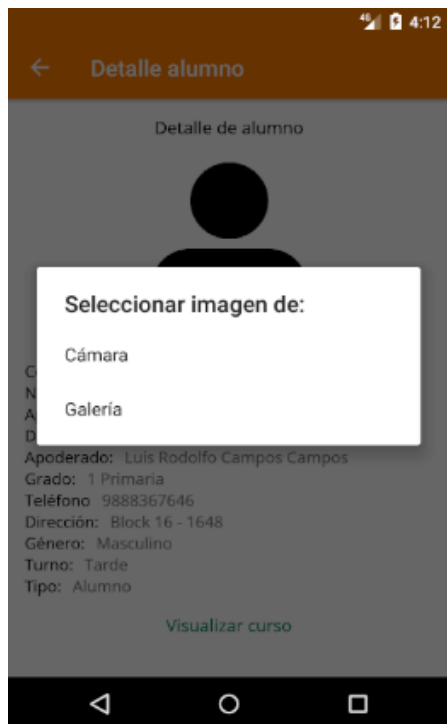 4G 4:12
Detalle alumno
Detalle de alumno
Seleccionar imagen de:
Cámara
Galería
C
N
A
D
Apoderado: Luis Rodolfo Campos Campos
Grado: 1 Primaria
Teléfono 9888367646
Dirección: Block 16 - 1648
Género: Masculino
Turno: Tarde
Tipo: Alumno
Visualizar curso